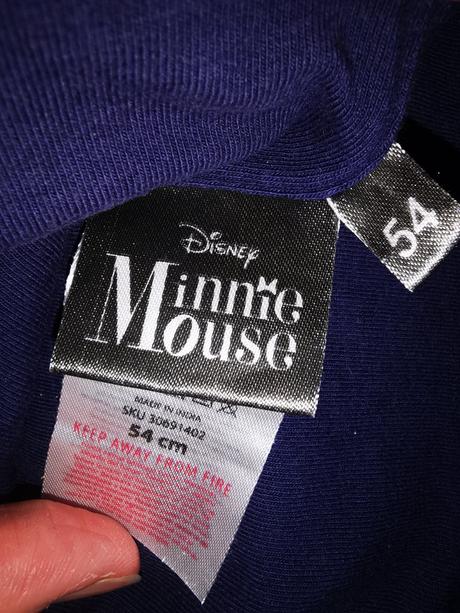 54
Disney
Minnie
Mouse
MADE IN INDIA
SKU 30691402
54 cm
KEEP AWAY FROM FIRE